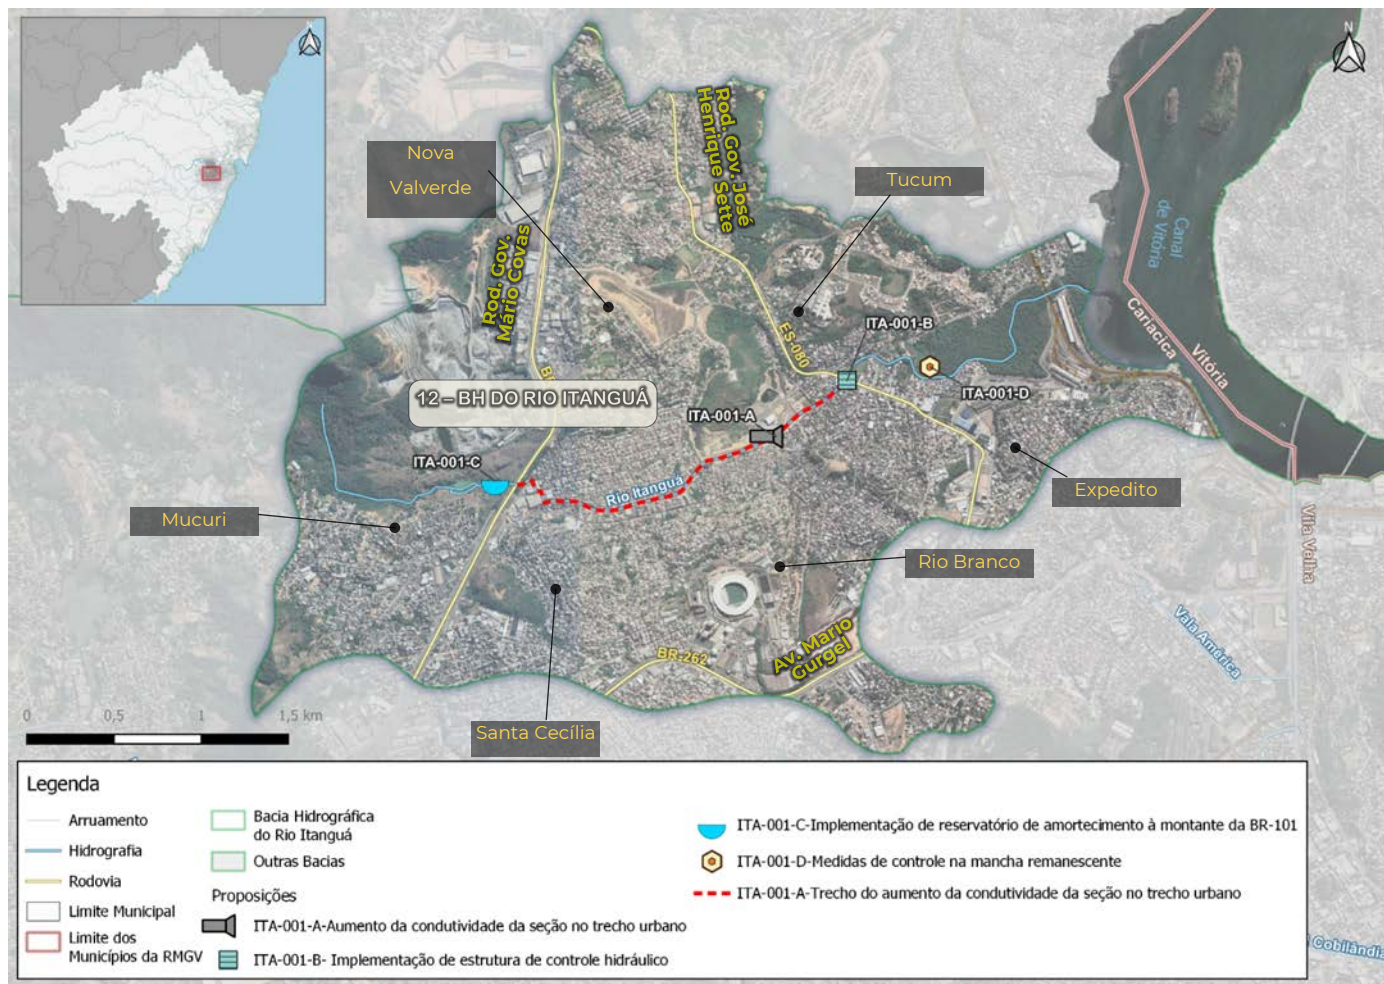 N
N
Nova
Valverde
Rod. Gov. José
Henrique Sette
Tucum
Rod. Gov.
Mário Covas
Canal
de Vitória
ES-080
ITA-001-B
Cariacica
Vitória
12 – BH DO RIO ITANGUÁ
ITA-001-A
ITA-001-D
ITA-001-C
Rio Itanguá
Expedito
Mucuri
Rio Branco
Vila Velha
Vala América
Av. Mario
Gurgel
BR-262
Santa Cecília
0 0,5 1 1,5 km
Legenda
Arruamento
Hidrografia
Rodovia
Limite Municipal
Limite dos
Municípios da RMGV
Bacia Hidrográfica
do Rio Itanguá
Outras Bacias
Proposições
ITA-001-A-Aumento da condutividade da seção no trecho urbano
ITA-001-B- Implementação de estrutura de controle hidráulico
ITA-001-C-Implementação de reservatório de amortecimento à montante da BR-101
ITA-001-D-Medidas de controle na mancha remanescente
ITA-001-A-Trecho do aumento da condutividade da seção no trecho urbano
Cobilândia